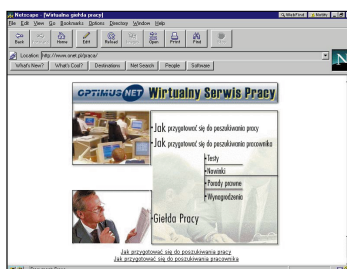 Netscape - [Wirtualna giełda pracy]
File Edit View Go Bookmarks Options Directory Window Help
Back
Home
Edit
Reload
Open
Print
Find
Location: http://www.onet.pl/praca/
What's New? What's Cool? Destinations Net Search People Software
OPTIMUS NET Wirtualny Serwis Pracy
Jak przygotować się do poszukiwania pracy
Jak przygotować się do poszukiwania pracownika
Testy
Nowinki
Porady prawne
Wynagrodzenia
Giełda Pracy
Jak przygotować się do poszukiwania pracy
Jak przygotować się do poszukiwania pracownika